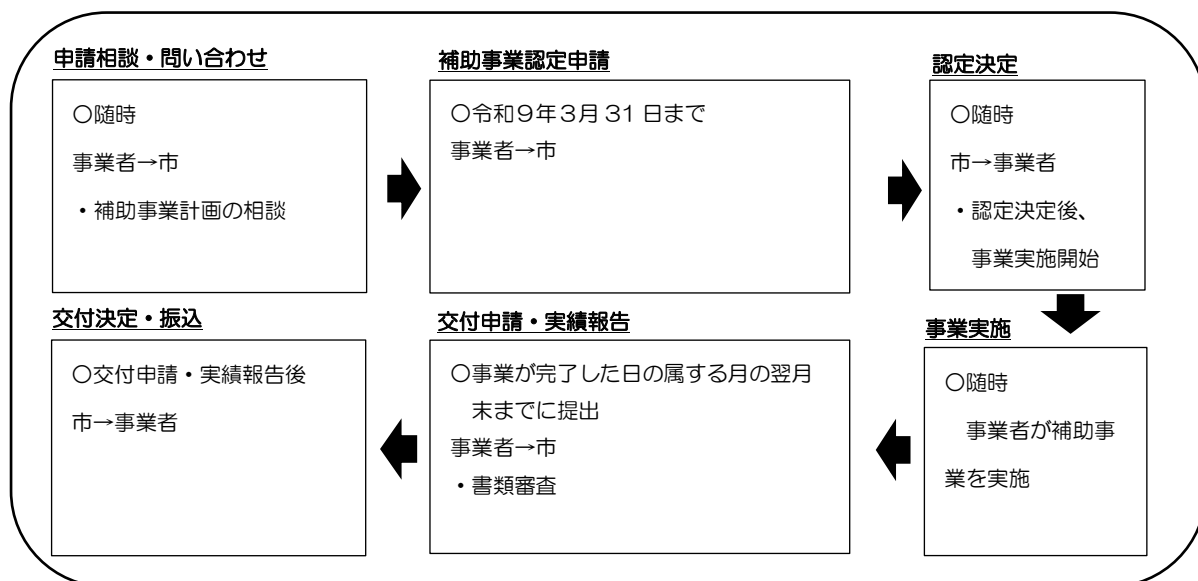 申請相談・問い合わせ
〇随時
事業者→市
・補助事業計画の相談
補助事業認定申請
〇令和９年３月 31 日まで
事業者→市
認定決定
〇随時
市→事業者
・認定決定後、
事業実施開始
事業実施
〇随時
事業者が補助事
業を実施
交付申請・実績報告
〇事業が完了した日の属する月の翌月
末までに提出
事業者→市
・書類審査
交付決定・振込
〇交付申請・実績報告後
市→事業者